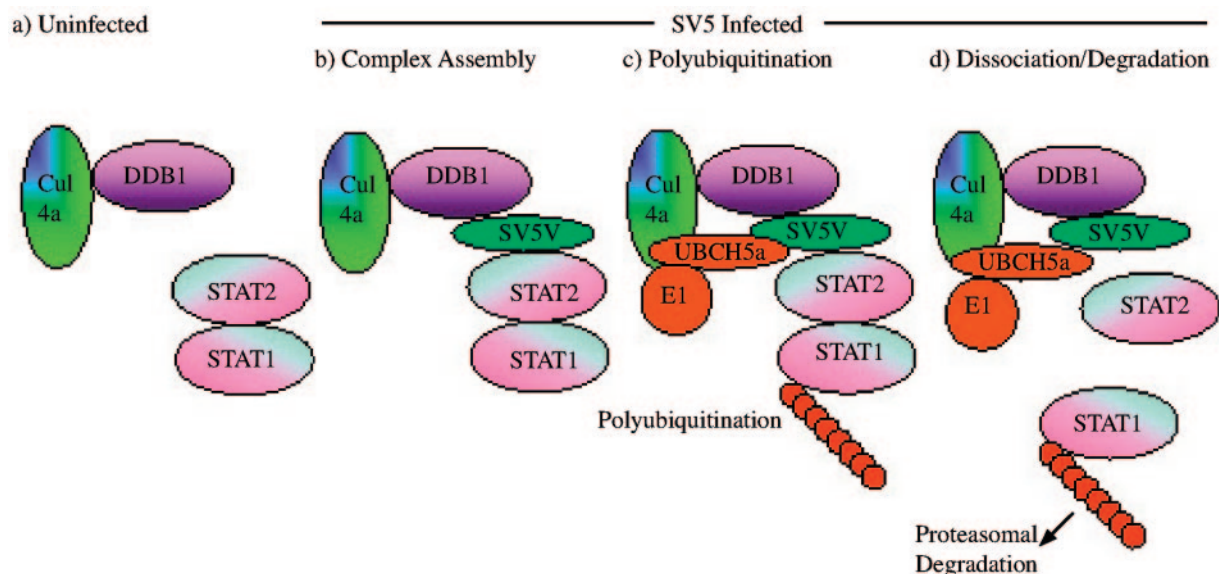 a) Uninfected
SV5 Infected
b) Complex Assembly
c) Polyubiquitination
d) Dissociation/Degradation
Cul
4a
DDB1
STAT2
STAT1
Cul
4a
DDB1
SV5V
STAT2
STAT1
Cul
4a
DDB1
SV5V
UBCH5a
E1
STAT2
STAT1
Polyubiquitination
Cul
4a
DDB1
SV5V
UBCH5a
E1
STAT2
STAT1
Proteasomal
Degradation